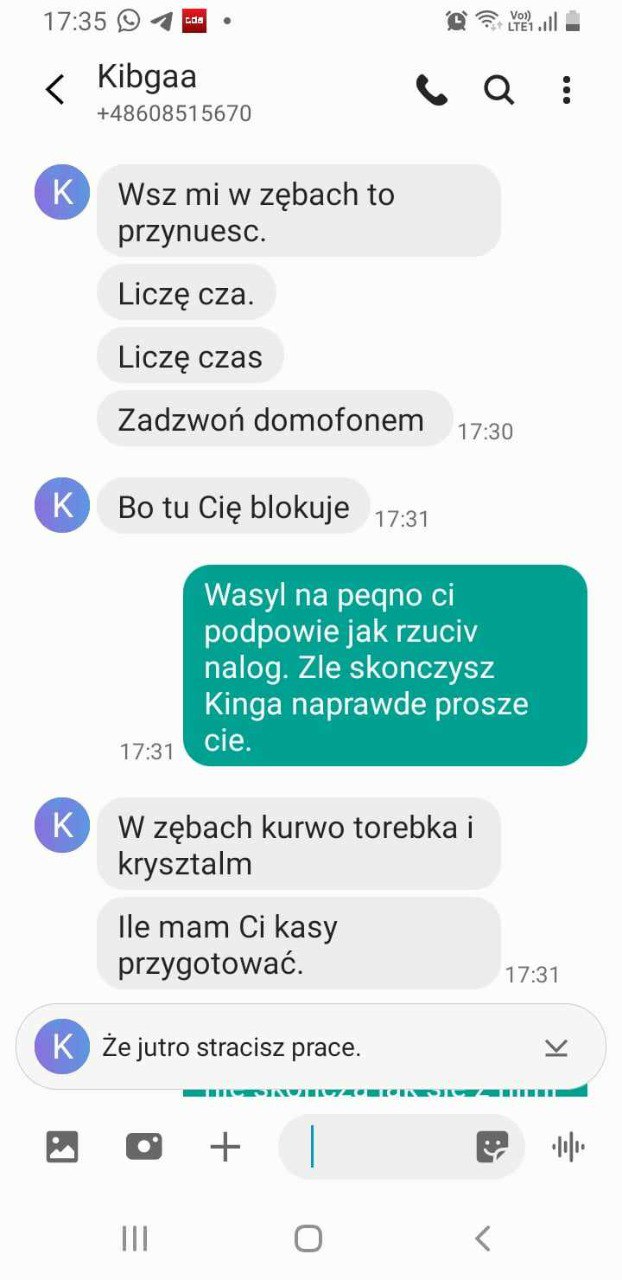 17:35
Vo)
LTE1
Kibgaa
+48608515670
K
Wsz mi w zębach to
przynuesc.
Liczę cza.
Liczę czas
Zadzwoń domofonem
17:30
K
Bo tu Cię blokuje
17:31
Wasyl na peqno ci
podpowie jak rzuciv
nalog. Zle skonczysz
Kinga naprawde prosze
cie.
17:31
K
W zębach kurwo torebka i
krysztalm
Ile mam Ci kasy
przygotować.
17:31
K
Że jutro stracisz prace.